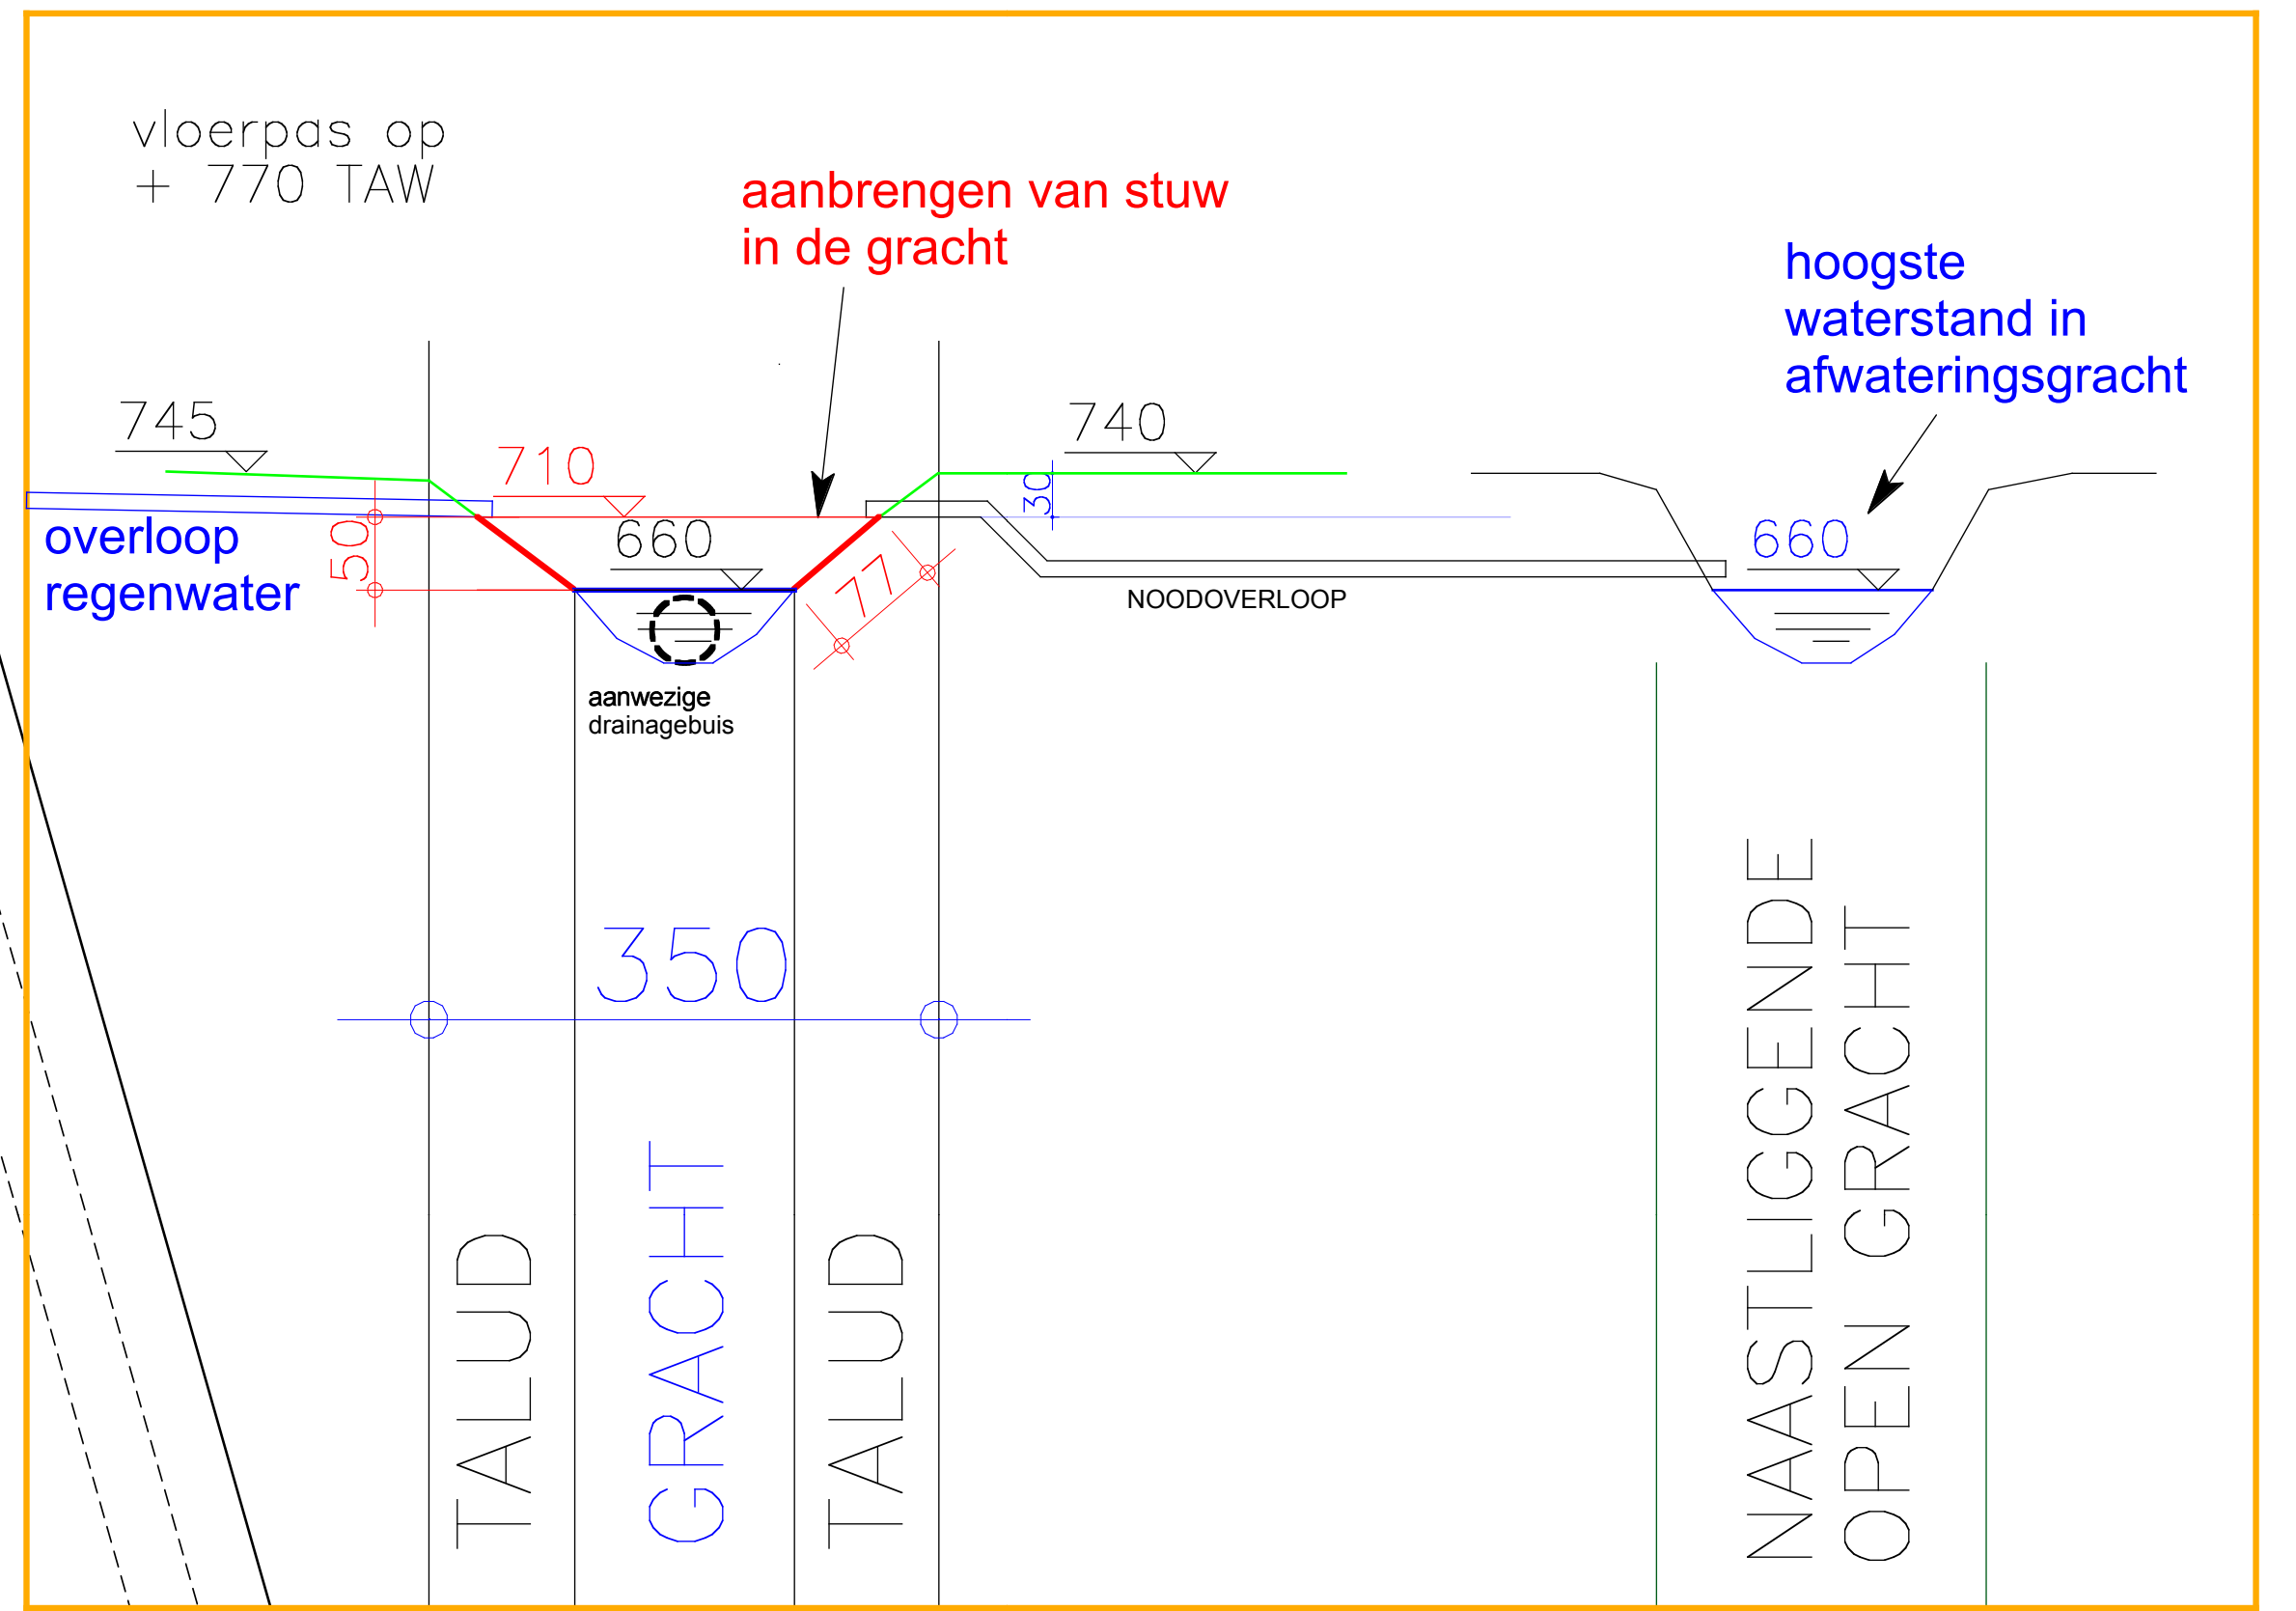 vloerpas op
+ 770 TAW
aanbrengen van stuw
in de gracht
hoogste
waterstand in
afwateringsgracht
745
710
740
30
overloop
regenwater
50
660
660
77
NOODOVERLOOP
aanwezige
drainagebuis
350
TALUD
GRACHT
TALUD
NAASTLIGGENDE
OPEN GRACHT